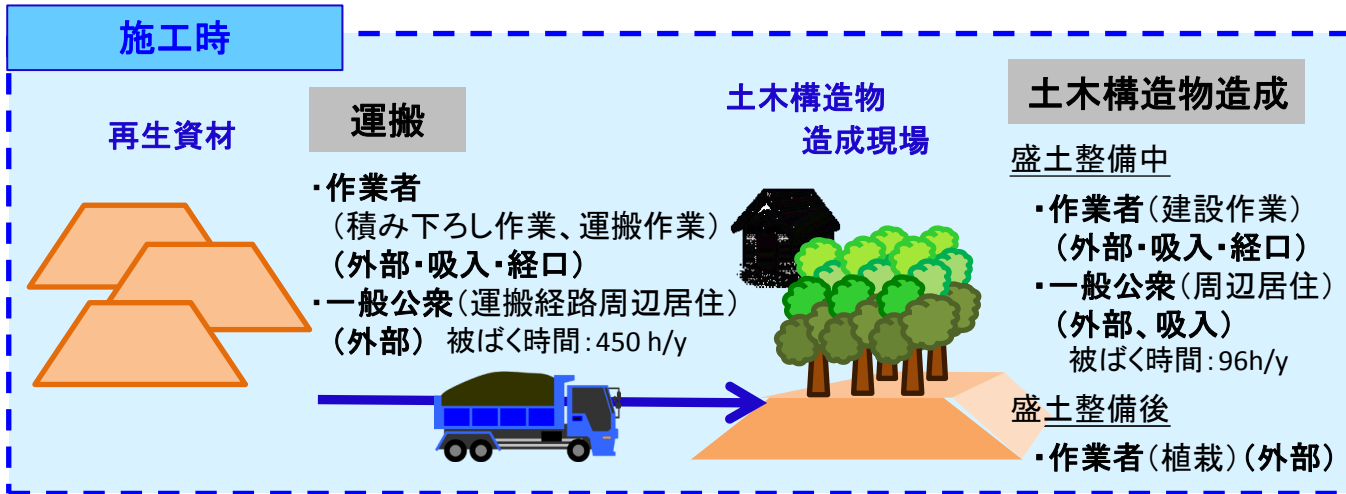 施工時
再生資材
運搬
・作業者
(積み下ろし作業、運搬作業)
(外部・吸入・経口)
・一般公衆(運搬経路周辺居住)
(外部) 被ばく時間:450 h/y
土木構造物
造成現場
土木構造物造成
盛土整備中
・作業者(建設作業)
(外部・吸入・経口)
・一般公衆(周辺居住)
(外部、吸入)
被ばく時間:96h/y
盛土整備後
・作業者(植栽)(外部)